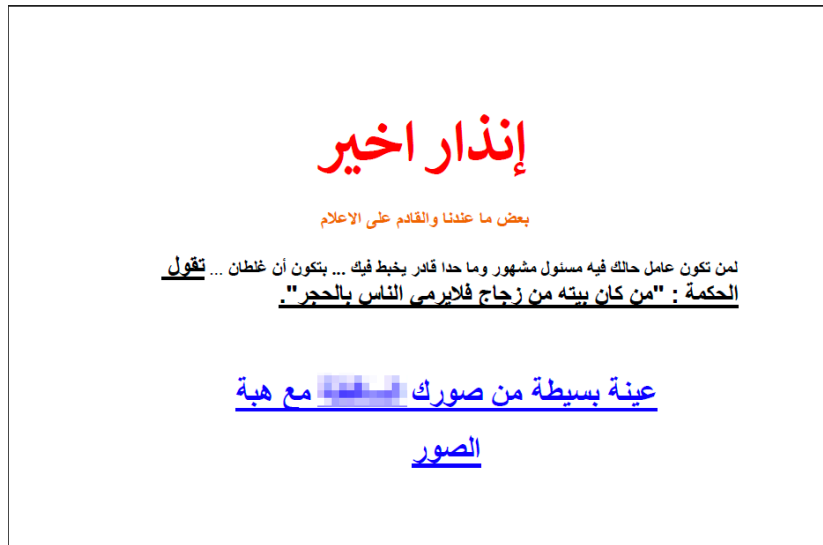 إنذار اخير
بعض ما عندنا والقادم على الاعلام
لمن تكون عامل حالك فيه مسئول مشهور وما حدا قادر يخبط فيك ... بتكون أن غلطان ... تقول
الحكمة : "من كان بيته من زجاج فلايرمي الناس بالحجر".
عينة بسيطة من صورك مع هبة
الصور